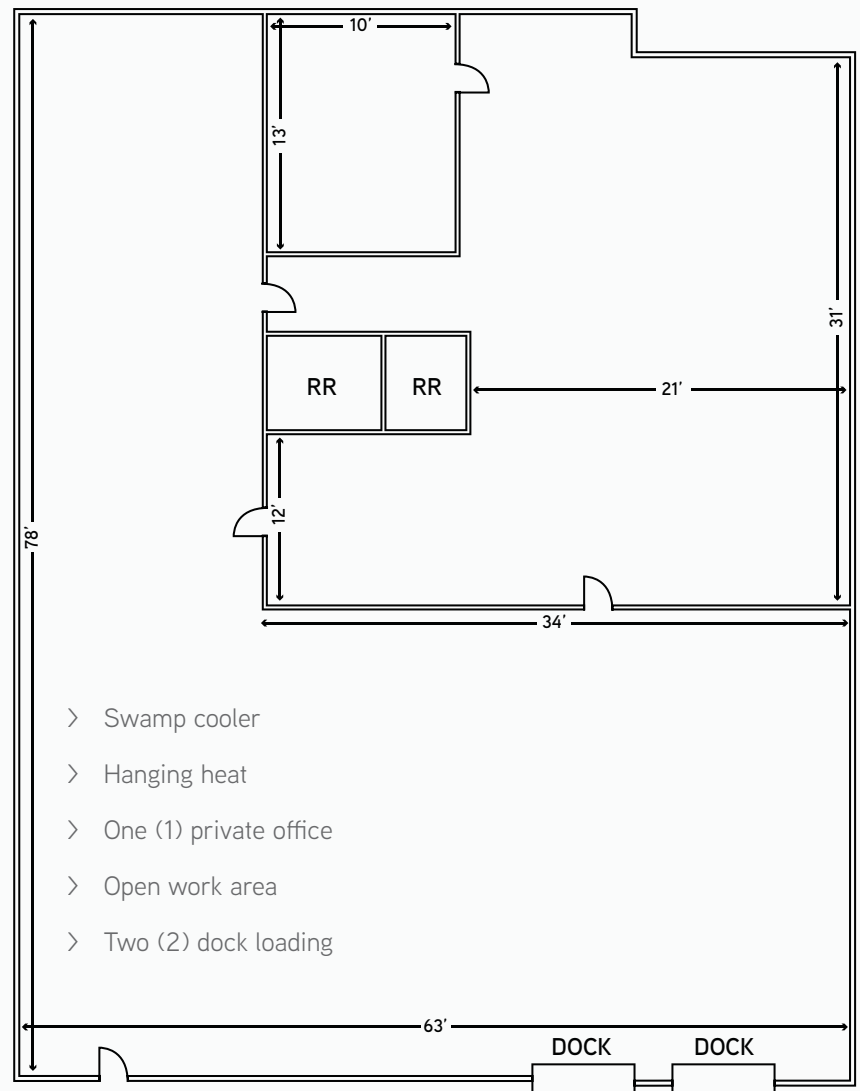 10'
13'
31'
RR
RR
21'
12'
78'
34'
> Swamp cooler
> Hanging heat
> One (1) private office
> Open work area
> Two (2) dock loading
63'
DOCK
DOCK